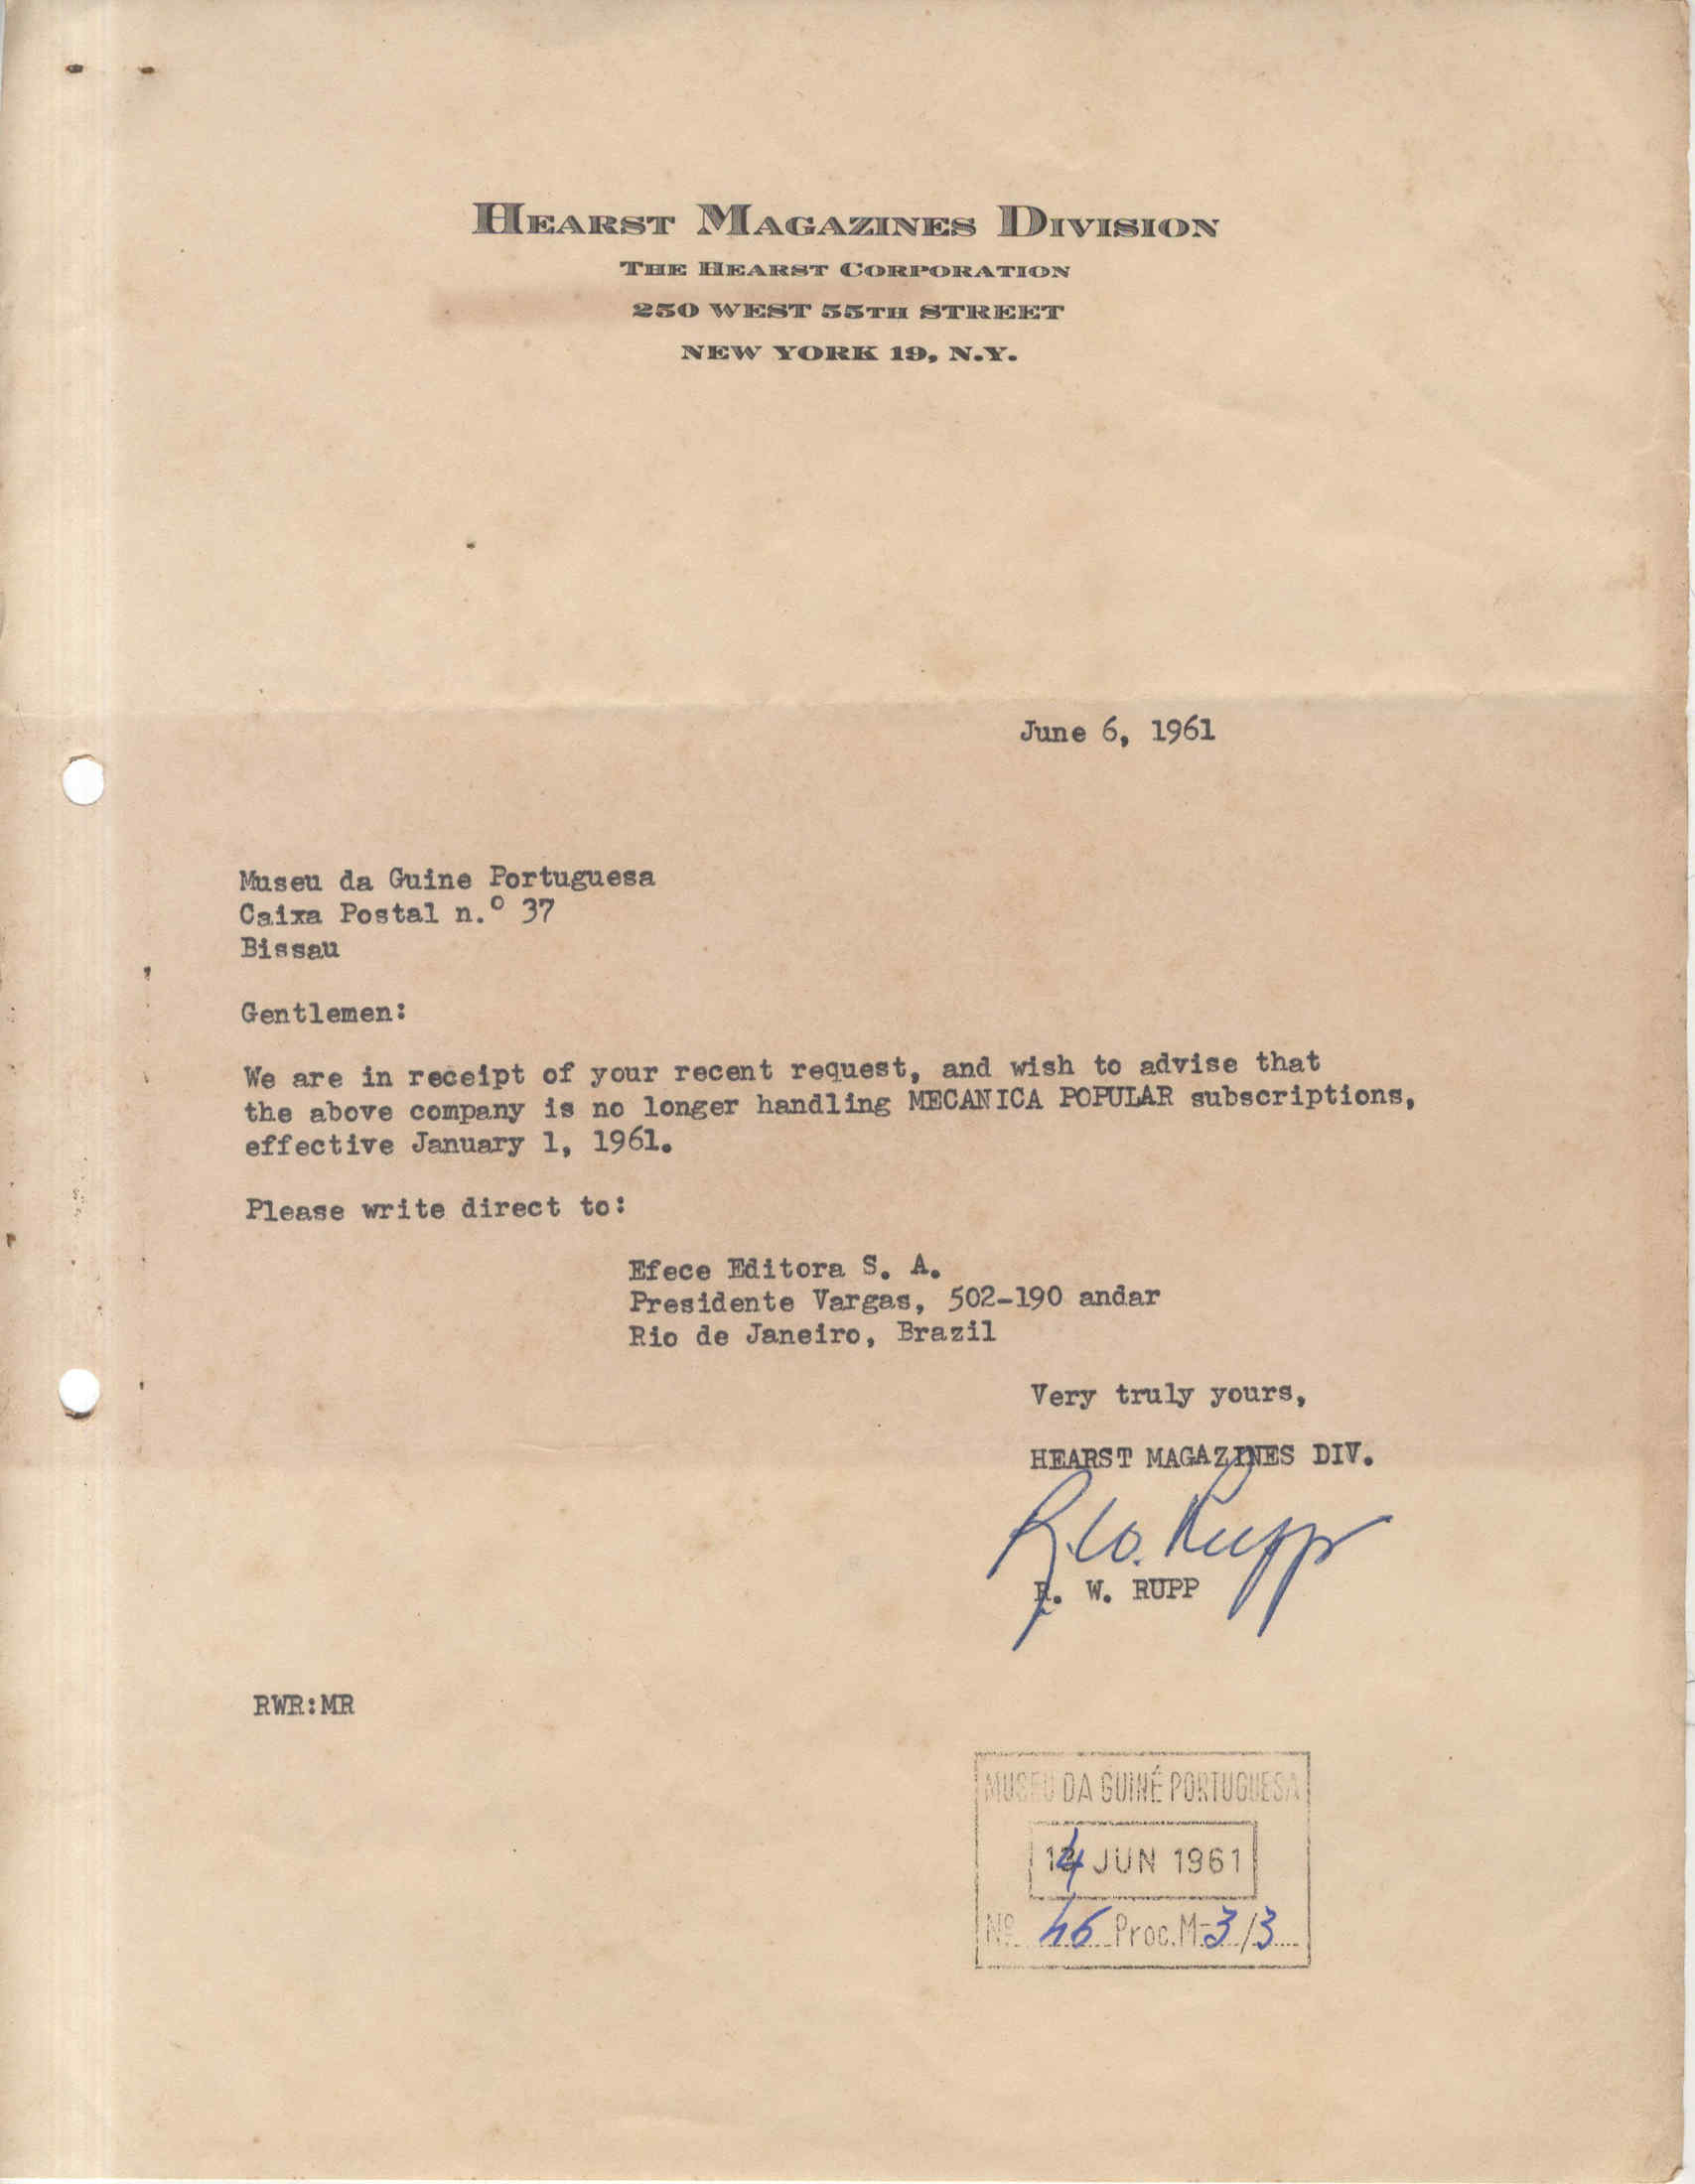 HEARST MAGAZINES DIVISION
THE HEARST CORPORATION
250 WEST 55TH STREET
NEW YORK 19, N.Y.
June 6, 1961
Museu da Guine Portuguesa
Caixa Postal n.º 37
Bissau
Gentlemen:
We are in receipt of your recent request, and wish to advise that
the above company is no longer handling MECANICA POPULAR subscriptions,
effective January 1, 1961.
Please write direct to:
Efece Editora S. A.
Presidente Vargas, 502-190 andar
Rio de Janeiro, Brazil
Very truly yours,
HEARST MAGAZINES DIV.
R.W. Rupp
R. W. RUPP
RWR:MR
MUSEU DA GUINÉ PORTUGUESA
14 JUN 1961
Nº 46 Proc.M-3/3